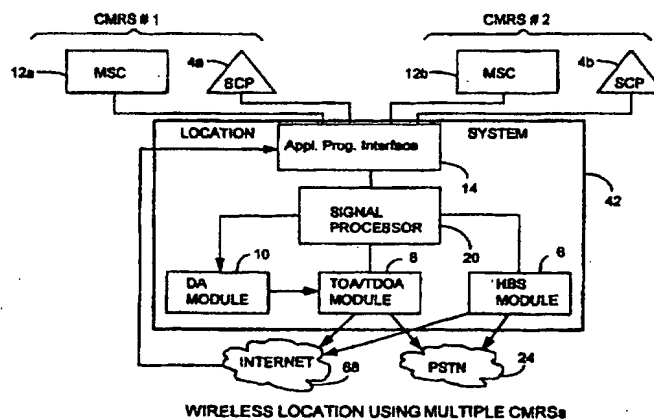 CMRS # 1
CMRS # 2
12a
MSC
4a
SCP
12b
MSC
4b
SCP
LOCATION
SYSTEM
Appl. Prog. Interface
14
42
SIGNAL
PROCESSOR
20
10
8
6
DA
MODULE
TOA/TDOA
MODULE
HBS
MODULE
INTERNET
68
PSTN
24
WIRELESS LOCATION USING MULTIPLE CMRSs